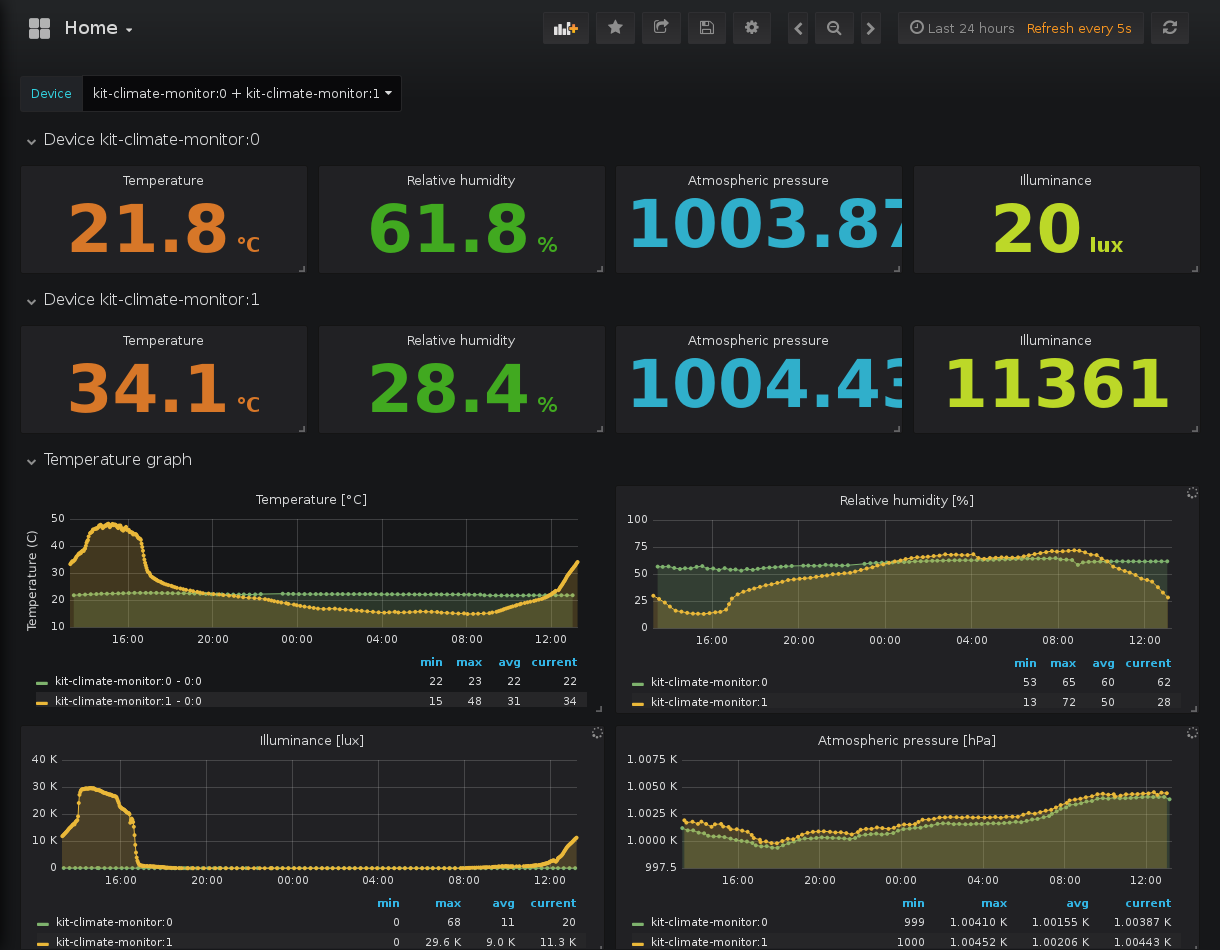 Home
Last 24 hours Refresh every 5s
Device kit-climate-monitor:0 + kit-climate-monitor:1
Device kit-climate-monitor:0
Temperature Relative humidity Atmospheric pressure Illuminance
21.8 °C 61.8 % 1003.87 20 lux
Device kit-climate-monitor:1
Temperature Relative humidity Atmospheric pressure Illuminance
34.1 °C 28.4 % 1004.43 11361
Temperature graph
Temperature [°C]
Temperature (C)
50
40
30
20
10
16:00 20:00 00:00 04:00 08:00 12:00
min max avg current
kit-climate-monitor:0 - 0:0 22 23 22 22
kit-climate-monitor:1 - 0:0 15 48 31 34
Relative humidity [%]
100
75
50
25
0
16:00 20:00 00:00 04:00 08:00 12:00
min max avg current
kit-climate-monitor:0 53 65 60 62
kit-climate-monitor:1 13 72 50 28
Illuminance [lux]
40 K
30 K
20 K
10 K
0
16:00 20:00 00:00 04:00 08:00 12:00
min max avg current
kit-climate-monitor:0 0 68 11 20
kit-climate-monitor:1 0 29.6 K 9.0 K 11.3 K
Atmospheric pressure [hPa]
1.0075 K
1.0050 K
1.0025 K
1.0000 K
997.5
16:00 20:00 00:00 04:00 08:00 12:00
min max avg current
kit-climate-monitor:0 999 1.00410 K 1.00155 K 1.00387 K
kit-climate-monitor:1 1000 1.00452 K 1.00206 K 1.00443 K